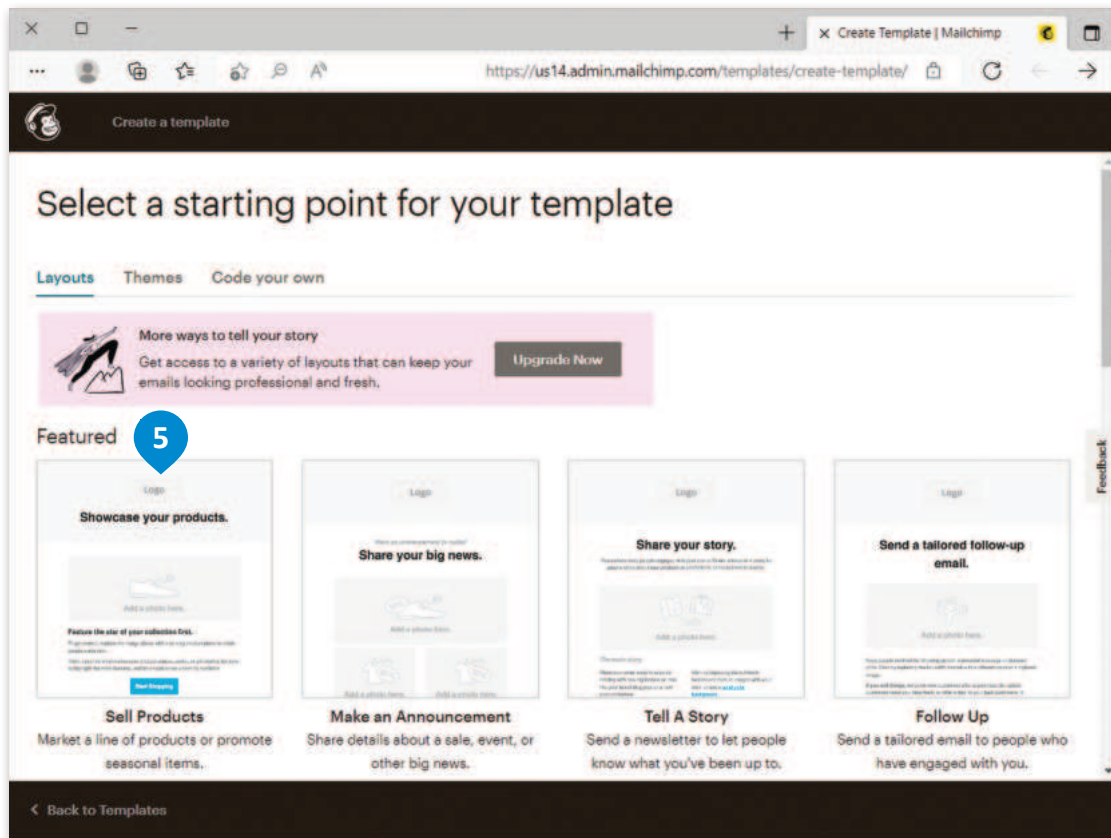 Create Template | Mailchimp
https://us14.admin.mailchimp.com/templates/create-template/
Create a template
Select a starting point for your template
Layouts Themes Code your own
More ways to tell your story
Get access to a variety of layouts that can keep your
emails looking professional and fresh.
Upgrade Now
Featured
5
Feedback
Logo
Showcase your products.
Add a photo here.
Feature the star of your collection first.
Start Shopping
Sell Products
Market a line of products or promote
seasonal items.
Logo
Share your big news.
Add a photo here.
Add a photo here. Add a photo here.
Make an Announcement
Share details about a sale, event, or
other big news.
Logo
Share your story.
Add a photo here.
Tell A Story
Send a newsletter to let people
know what you've been up to.
Logo
Send a tailored follow-up
email.
Add a photo here.
Follow Up
Send a tailored email to people who
have engaged with you.
Back to Templates